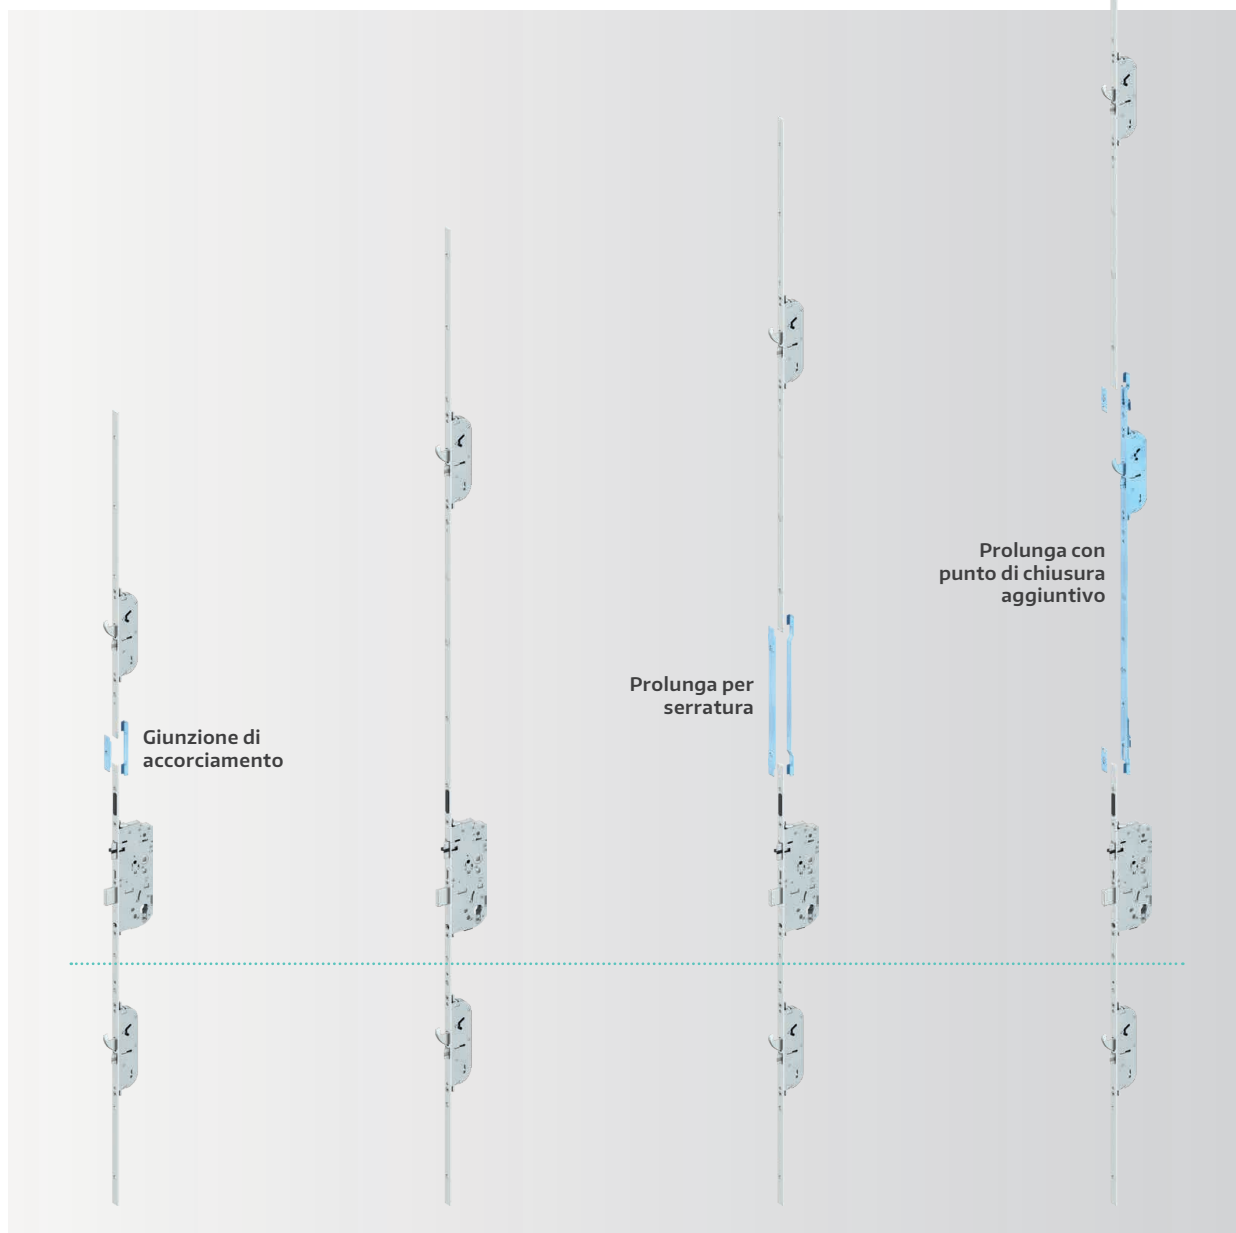 Prolunga con
punto di chiusura
aggiuntivo
Prolunga per
serratura
Giunzione di
accorciamento